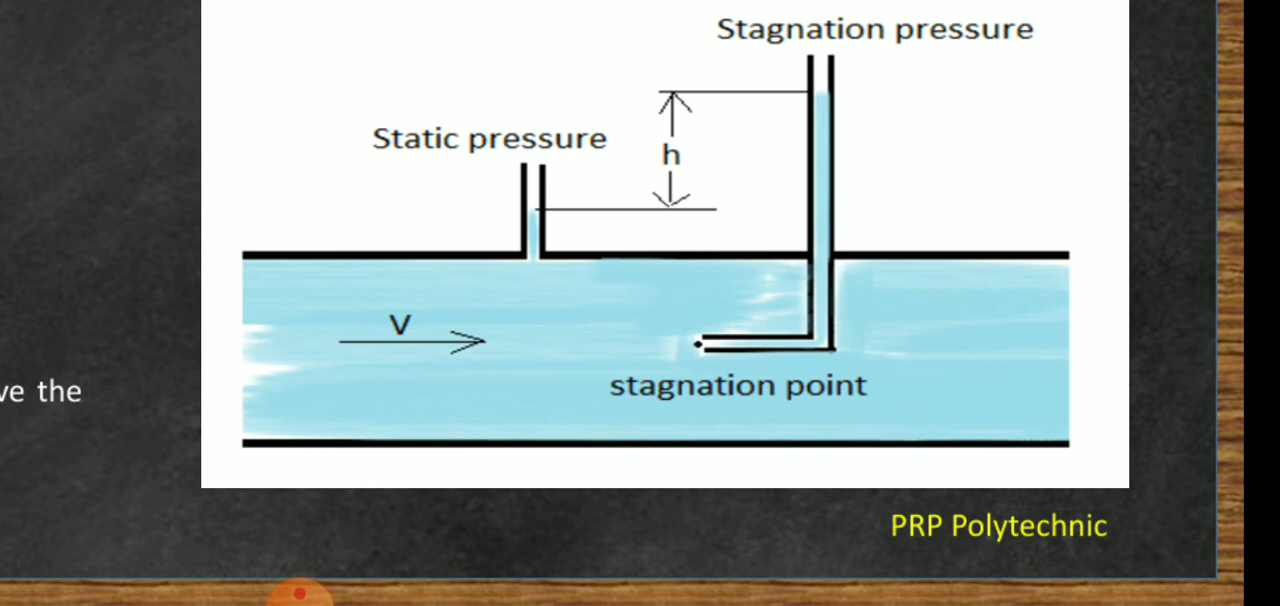 Stagnation pressure
Static pressure
h
V
stagnation point
ve the
PRP Polytechnic